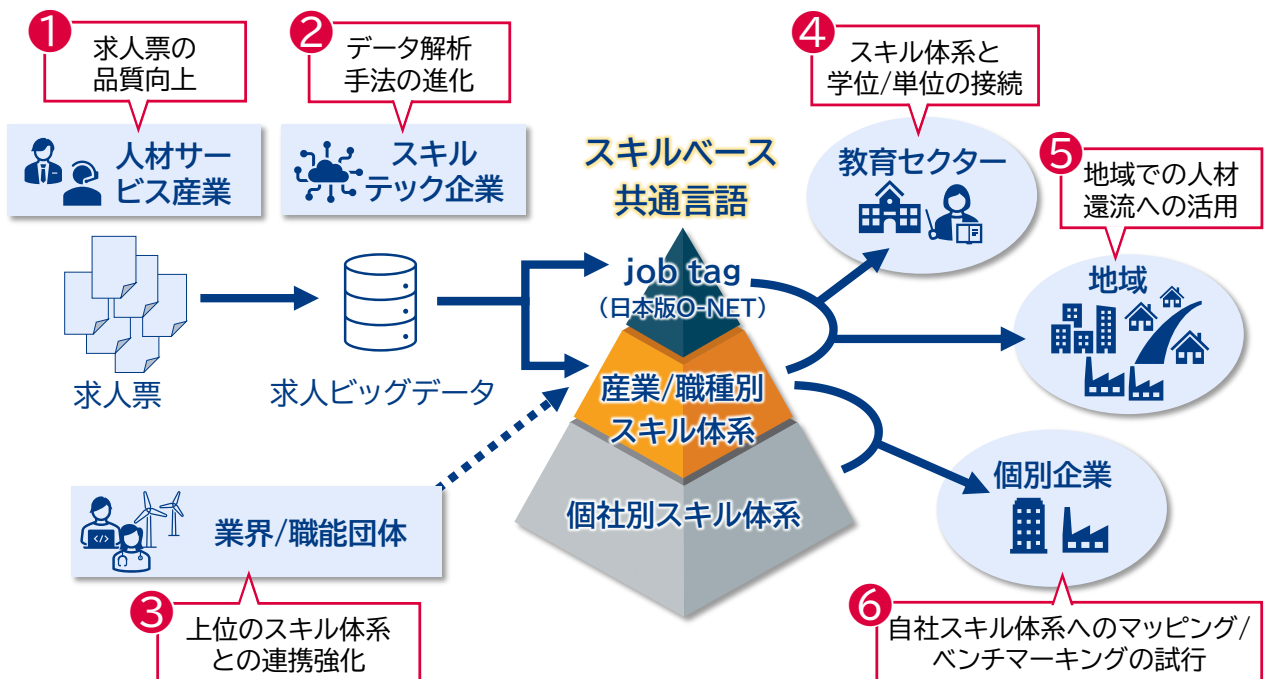 1
求人票の
品質向上
人材サー
ビス産業
2
データ解析
手法の進化
スキル
テック企業
求人票
求人ビッグデータ
3
上位のスキル体系
との連携強化
業界/職能団体
</>
スキルベース
共通言語
job tag
(日本版O-NET)
産業/職種別
スキル体系
個社別スキル体系
4
スキル体系と
学位/単位の接続
教育セクター
5
地域での人材
還流への活用
地域
個別企業
6
自社スキル体系へのマッピング/
ベンチマーキングの試行